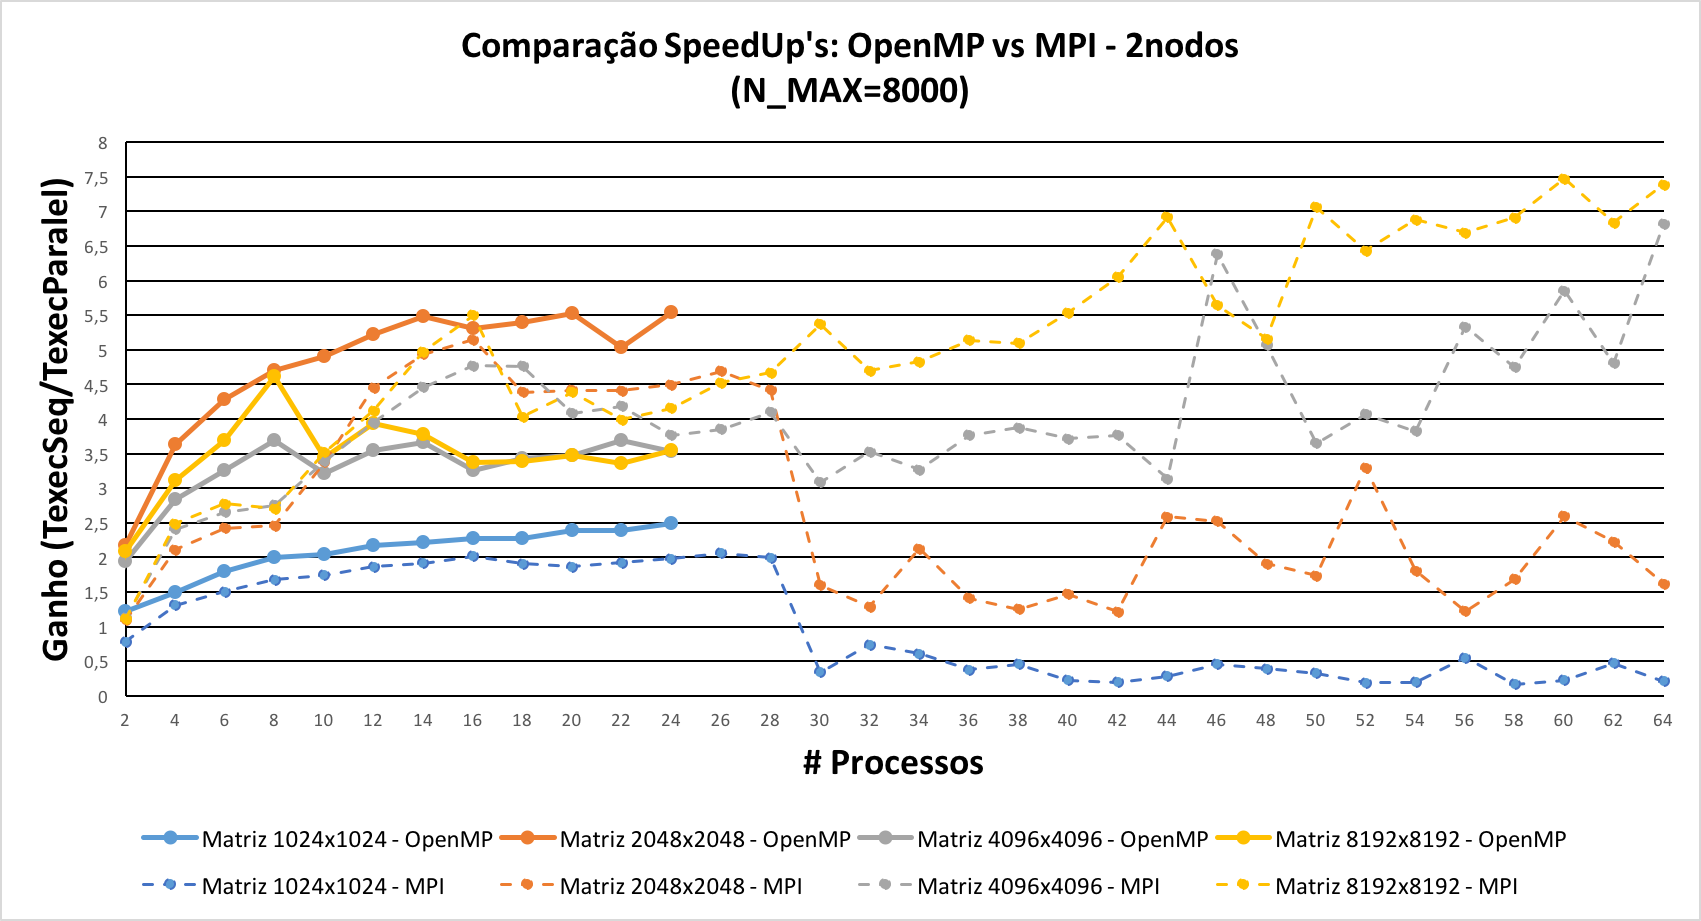 Comparação SpeedUp's: OpenMP vs MPI - 2nodos
(N_MAX=8000)
Ganho (TexecSeq/TexecParalel)
8
7,5
7
6,5
6
5,5
5
4,5
4
3,5
3
2,5
2
1,5
1
0,5
0
2 4 6 8 10 12 14 16 18 20 22 24 26 28 30 32 34 36 38 40 42 44 46 48 50 52 54 56 58 60 62 64
# Processos
Matriz 1024x1024 - OpenMP Matriz 2048x2048 - OpenMP Matriz 4096x4096 - OpenMP Matriz 8192x8192 - OpenMP
Matriz 1024x1024 - MPI Matriz 2048x2048 - MPI Matriz 4096x4096 - MPI Matriz 8192x8192 - MPI